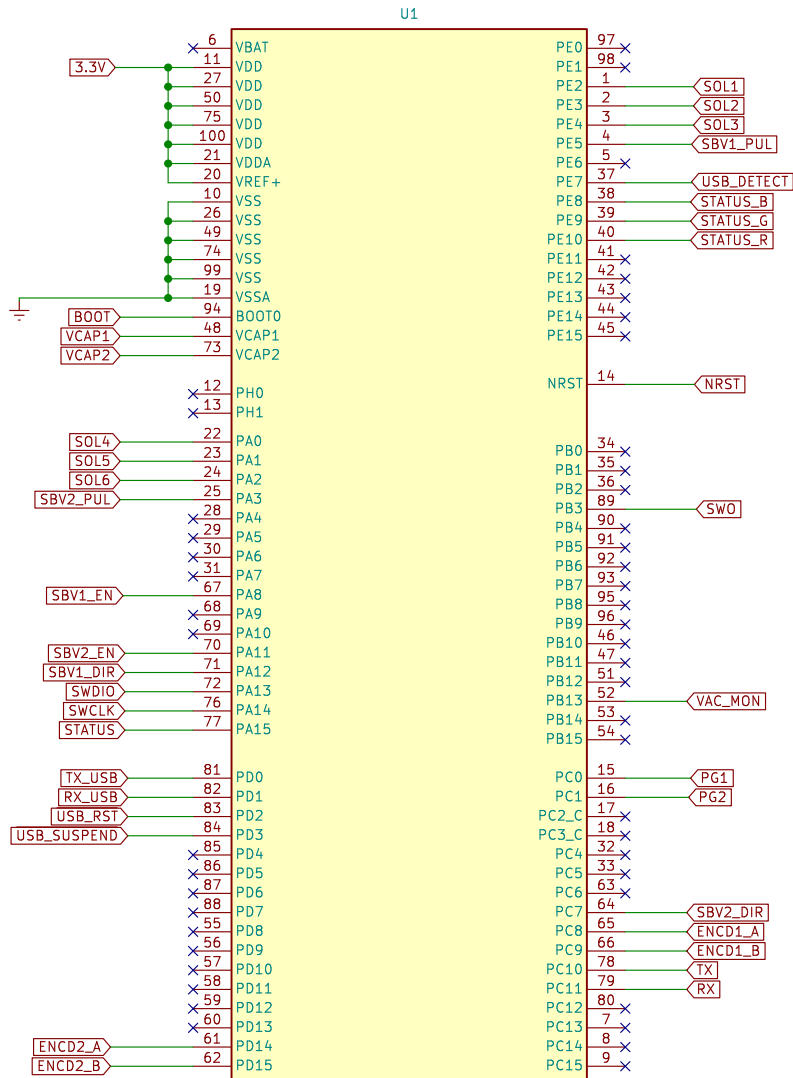 U1
6 VBAT PE0 97
3.3V 11 VDD PE1 98
27 VDD PE2 1 SOL1
50 VDD PE3 2 SOL2
75 VDD PE4 3 SOL3
100 VDD PE5 4 SBV1_PUL
21 VDDA PE6 5
20 VREF+ PE7 37 USB_DETECT
10 VSS PE8 38 STATUS_B
26 VSS PE9 39 STATUS_G
49 VSS PE10 40 STATUS_R
74 VSS PE11 41
99 VSS PE12 42
19 VSSA PE13 43
BOOT 94 BOOT0 PE14 44
VCAP1 48 VCAP1 PE15 45
VCAP2 73 VCAP2
NRST 14 NRST
12 PH0
13 PH1
SOL4 22 PA0 PB0 34
SOL5 23 PA1 PB1 35
SOL6 24 PA2 PB2 36
SBV2_PUL 25 PA3 PB3 89 SWO
28 PA4 PB4 90
29 PA5 PB5 91
30 PA6 PB6 92
31 PA7 PB7 93
SBV1_EN 67 PA8 PB8 95
68 PA9 PB9 96
69 PA10 PB10 46
SBV2_EN 70 PA11 PB11 47
SBV1_DIR 71 PA12 PB12 51
SWDIO 72 PA13 PB13 52 VAC_MON
SWCLK 76 PA14 PB14 53
STATUS 77 PA15 PB15 54
TX_USB 81 PD0 PC0 15 PG1
RX_USB 82 PD1 PC1 16 PG2
USB_RST 83 PD2 PC2_C 17
USB_SUSPEND 84 PD3 PC3_C 18
85 PD4 PC4 32
86 PD5 PC5 33
87 PD6 PC6 63
88 PD7 PC7 64 SBV2_DIR
55 PD8 PC8 65 ENCD1_A
56 PD9 PC9 66 ENCD1_B
57 PD10 PC10 78 TX
58 PD11 PC11 79 RX
59 PD12 PC12 80
60 PD13 PC13 7
ENCD2_A 61 PD14 PC14 8
ENCD2_B 62 PD15 PC15 9